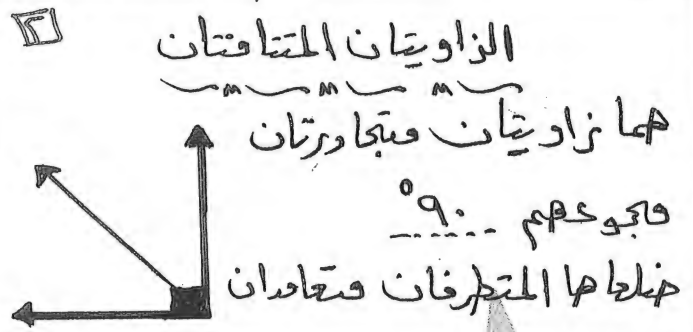 ٢
الزاويتان المتتامتان
هما زاويتان متجاورتان
مجموعهم ٩٠°
ضلعاها المتطرفان متعامدان